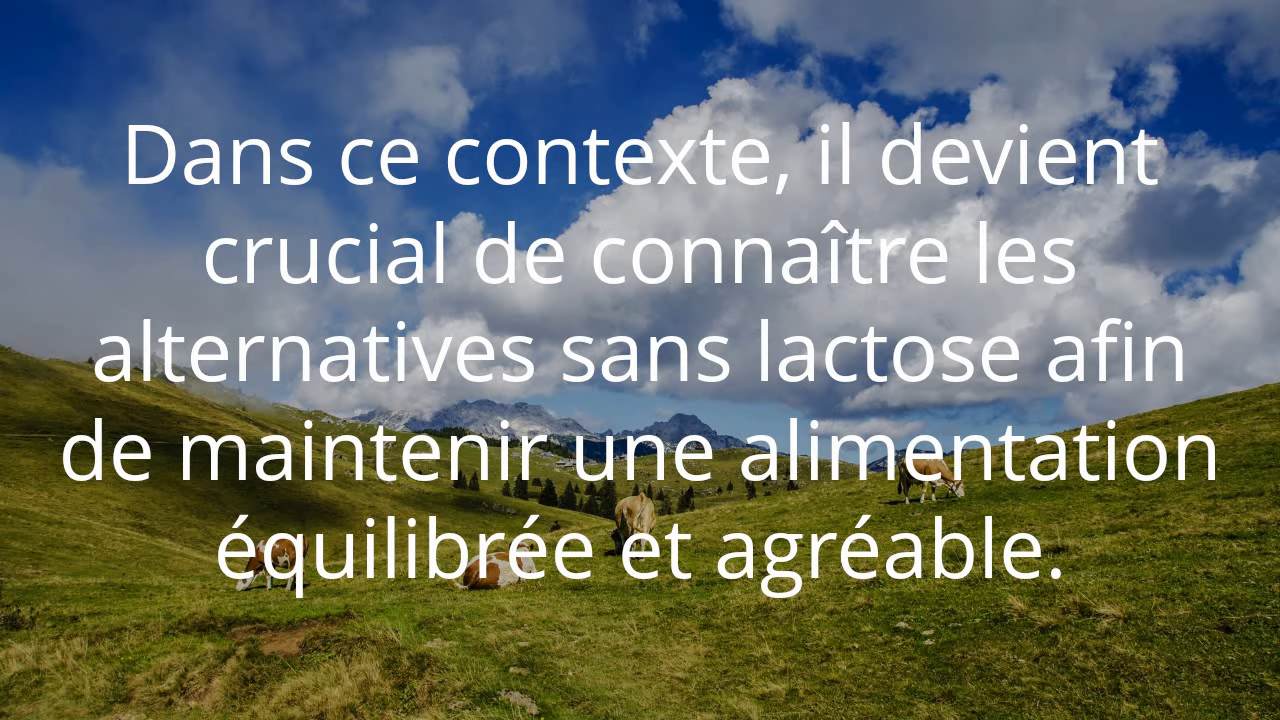 Dans ce contexte, il devient
crucial de connaître les
alternatives sans lactose afin
de maintenir une alimentation
équilibrée et agréable.